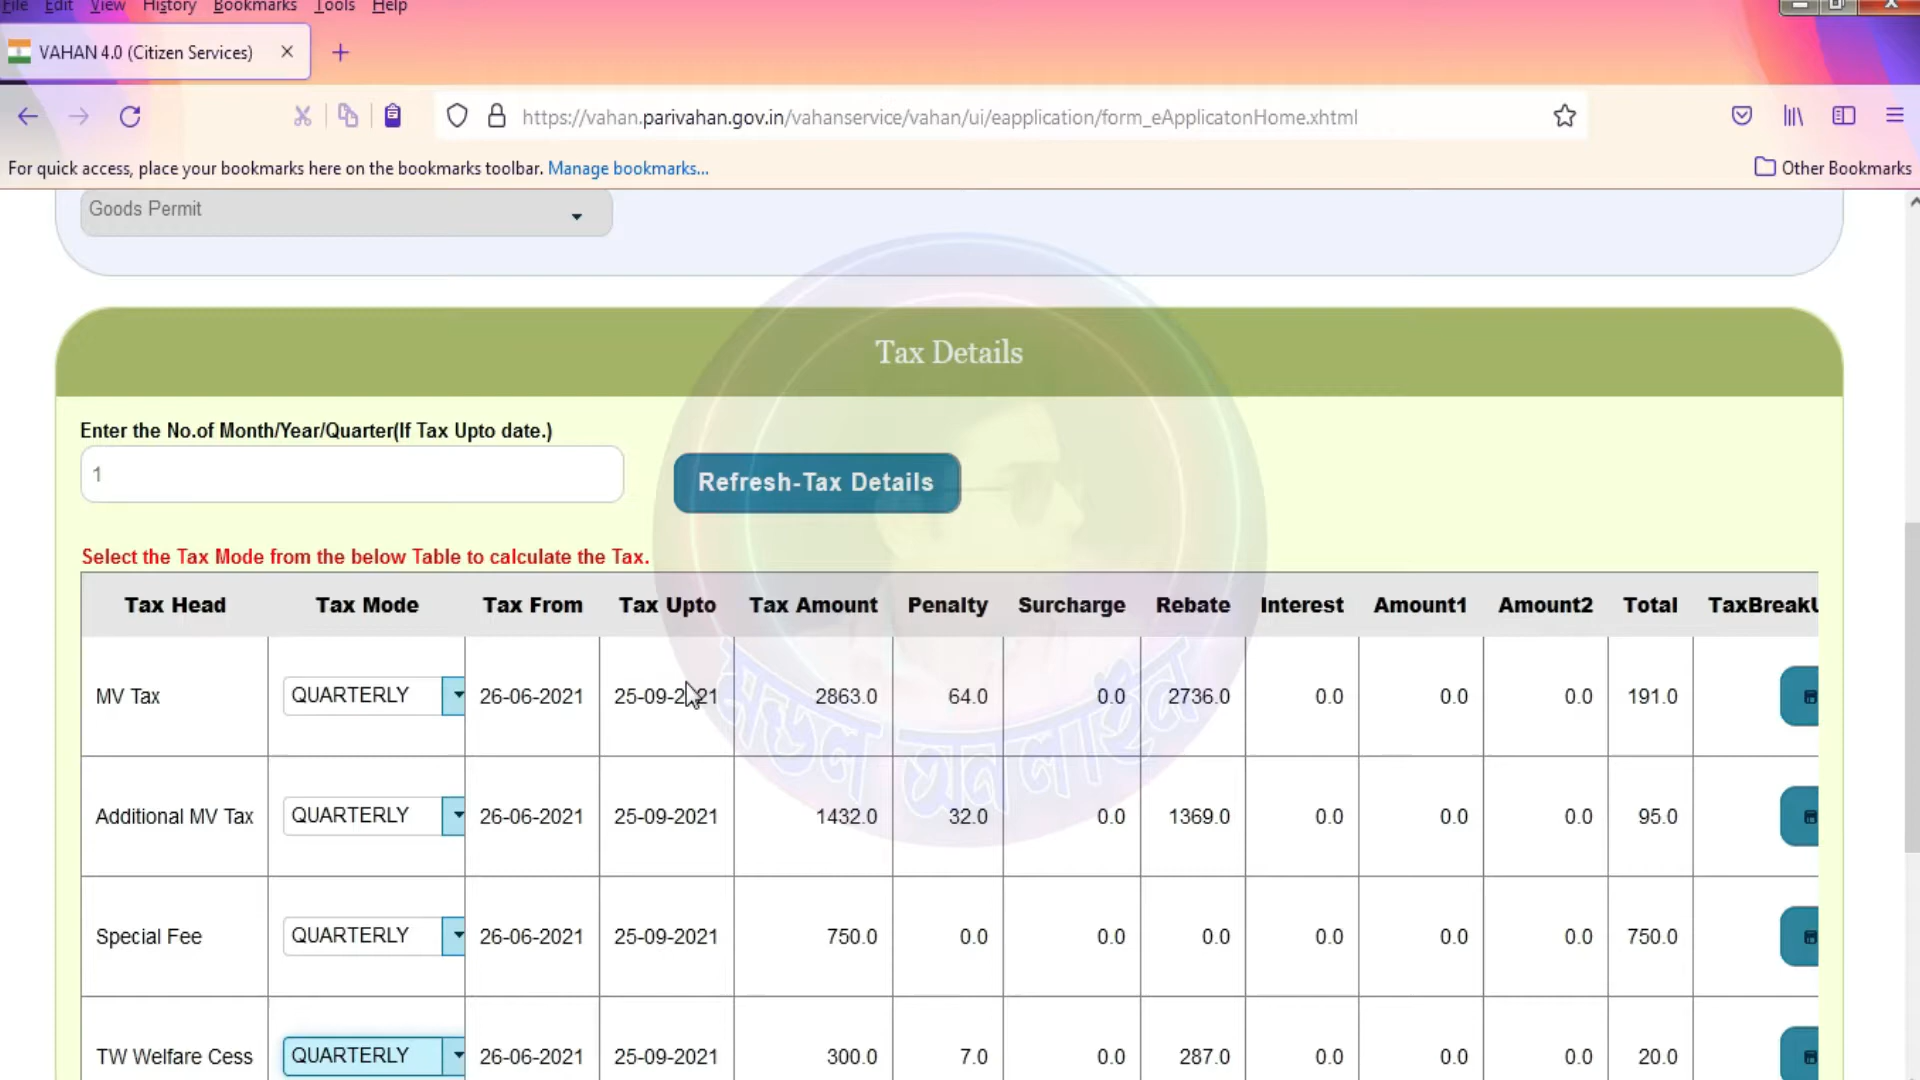 File Edit View History Bookmarks Tools Help
VAHAN 4.0 (Citizen Services)
https://vahan.parivahan.gov.in/vahanservice/vahan/ui/eapplication/form_eApplicatonHome.xhtml
For quick access, place your bookmarks here on the bookmarks toolbar. Manage bookmarks... Other Bookmarks
Goods Permit
Tax Details
Enter the No.of Month/Year/Quarter(If Tax Upto date.)
1
Refresh-Tax Details
Select the Tax Mode from the below Table to calculate the Tax.
Tax Head Tax Mode Tax From Tax Upto Tax Amount Penalty Surcharge Rebate Interest Amount1 Amount2 Total TaxBreakU
MV Tax QUARTERLY 26-06-2021 25-09-2021 2863.0 64.0 0.0 2736.0 0.0 0.0 0.0 191.0
Additional MV Tax QUARTERLY 26-06-2021 25-09-2021 1432.0 32.0 0.0 1369.0 0.0 0.0 0.0 95.0
Special Fee QUARTERLY 26-06-2021 25-09-2021 750.0 0.0 0.0 0.0 0.0 0.0 0.0 750.0
TW Welfare Cess QUARTERLY 26-06-2021 25-09-2021 300.0 7.0 0.0 287.0 0.0 0.0 0.0 20.0
মন্ডল অনলাইন